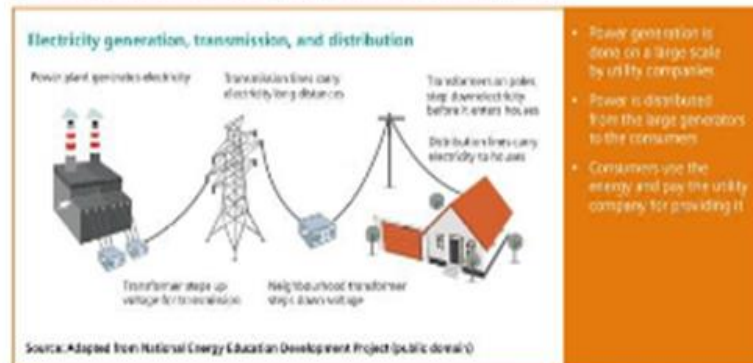 Electricity generation, transmission, and distribution
Power plant generates electricity
Transmission lines carry
electricity long distances
Transformers on poles
step down electricity
before it enters houses
Distribution lines carry
electricity to houses
Transformer steps up
voltage for transmission
Neighbourhood transformer
steps down voltage
Source: Adapted from National Energy Education Development Project (public domain)
• Power generation is
done on a large scale
by utility companies
• Power is distributed
from the large generators
to the consumers
• Consumers use the
energy and pay the utility
company for providing it